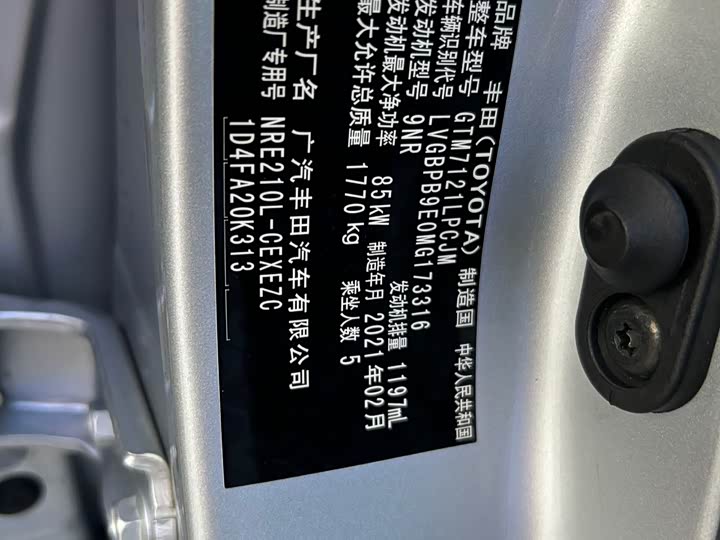 品牌 丰田(TOYOTA) 制造国 中华人民共和国
整车型号 GTM7121LPCJM
车辆识别代号 LVGBPB9E0MG173316
发动机型号 9NR 发动机排量 1197mL
发动机最大净功率 85kW 制造年月 2021年02月
最大允许总质量 1770kg 乘坐人数 5
生产厂名 广汽丰田汽车有限公司
制造厂专用号 NRE210L-CEXEZC
1D4FA20K313